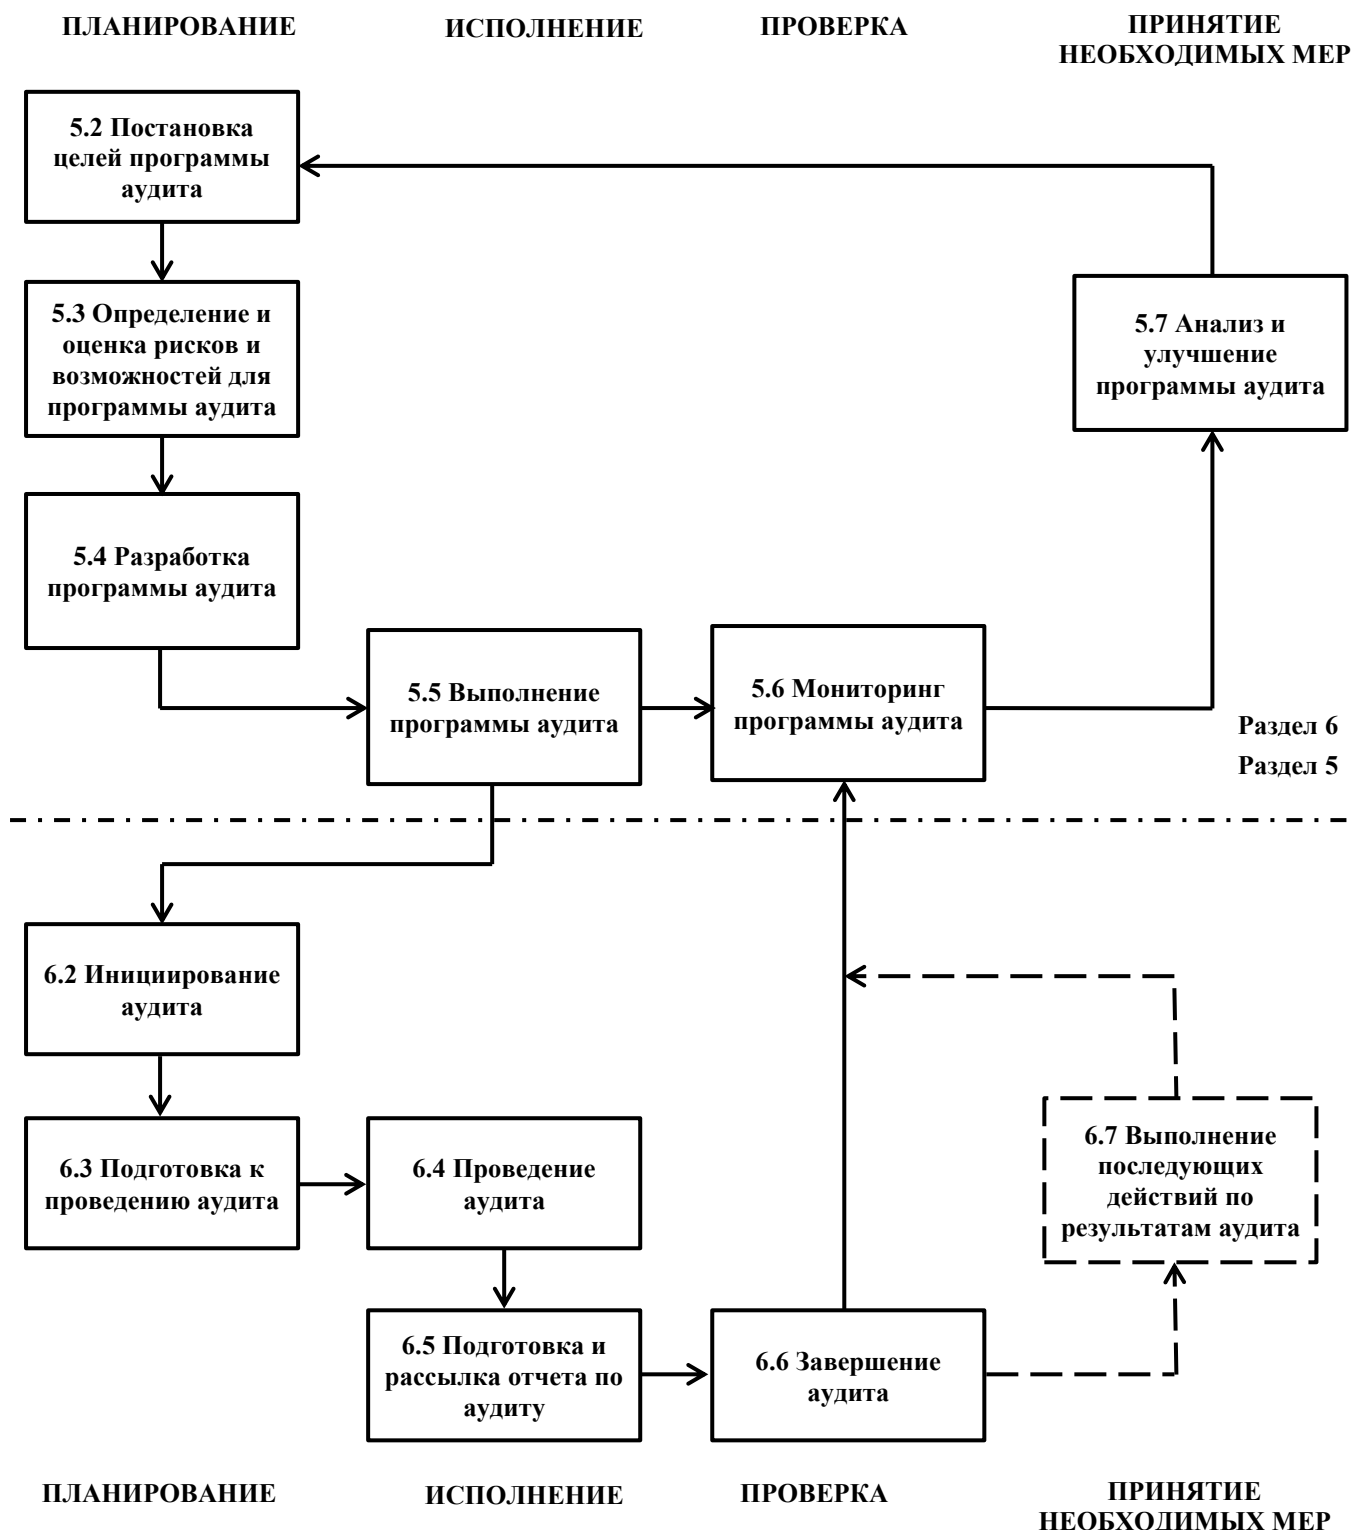 ПЛАНИРОВАНИЕ
ИСПОЛНЕНИЕ
ПРОВЕРКА
ПРИНЯТИЕ
НЕОБХОДИМЫХ МЕР
5.2 Постановка
целей программы
аудита
5.3 Определение и
оценка рисков и
возможностей для
программы аудита
5.7 Анализ и
улучшение
программы аудита
5.4 Разработка
программы аудита
5.5 Выполнение
программы аудита
5.6 Мониторинг
программы аудита
Раздел 6
Раздел 5
6.2 Инициирование
аудита
6.3 Подготовка к
проведению аудита
6.4 Проведение
аудита
6.7 Выполнение
последующих
действий по
результатам аудита
6.5 Подготовка и
рассылка отчета по
аудиту
6.6 Завершение
аудита
ПЛАНИРОВАНИЕ
ИСПОЛНЕНИЕ
ПРОВЕРКА
ПРИНЯТИЕ
НЕОБХОДИМЫХ МЕР